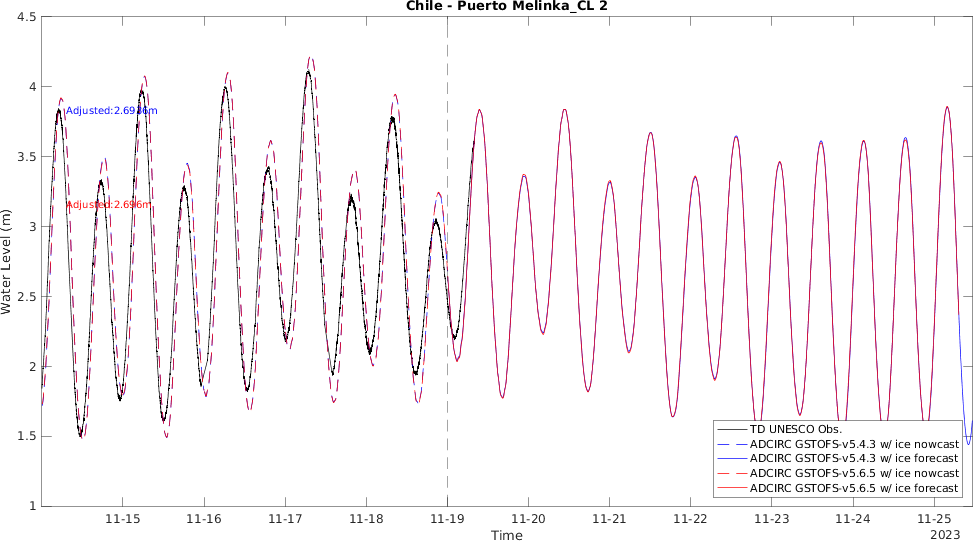 Chile - Puerto Melinka_CL 2
4.5
4
3.5
3
2.5
2
1.5
1
Water Level (m)
Adjusted:2.6936m
Adjusted:2.696m
TD UNESCO Obs.
ADCIRC GSTOFS-v5.4.3 w/ ice nowcast
ADCIRC GSTOFS-v5.4.3 w/ ice forecast
ADCIRC GSTOFS-v5.6.5 w/ ice nowcast
ADCIRC GSTOFS-v5.6.5 w/ ice forecast
11-15 11-16 11-17 11-18 11-19 11-20 11-21 11-22 11-23 11-24 11-25
Time
2023